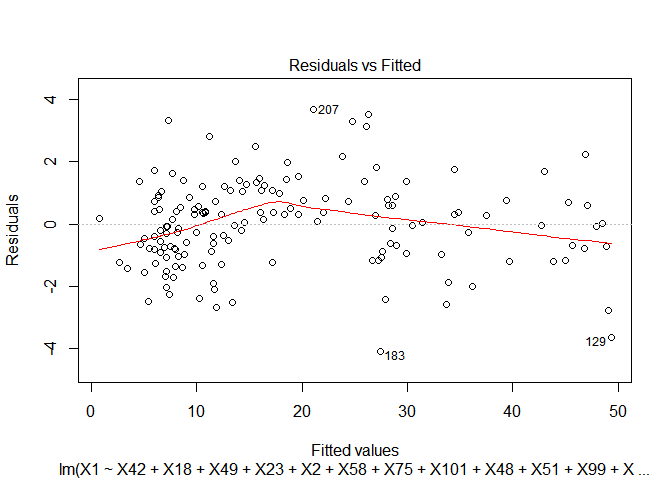 Residuals vs Fitted
Residuals
4
2
0
-2
-4
207
183
129
0 10 20 30 40 50
Fitted values
lm(X1 ~ X42 + X18 + X49 + X23 + X2 + X58 + X75 + X101 + X48 + X51 + X99 + X ...